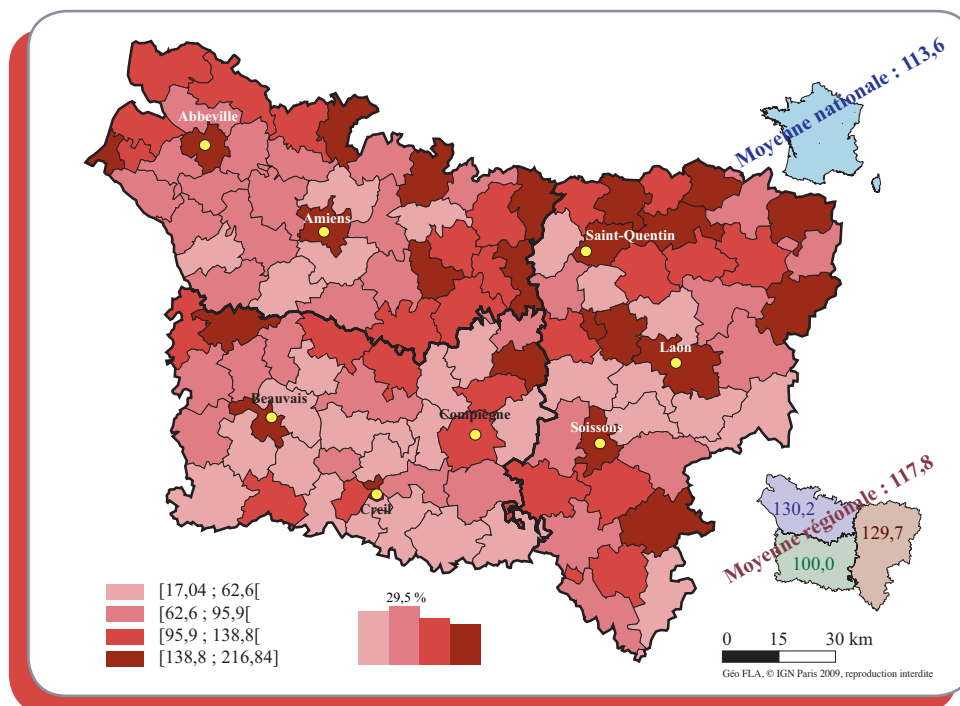 Moyenne nationale : 113,6
Abbeville
Amiens
Saint-Quentin
Laon
Beauvais
Compiègne
Soissons
Creil
Moyenne régionale : 117,8
130,2
129,7
100,0
[17,04 ; 62,6[
[62,6 ; 95,9[
[95,9 ; 138,8[
[138,8 ; 216,84]
29,5 %
0 15 30 km
Géo FLA, © IGN Paris 2009, reproduction interdite